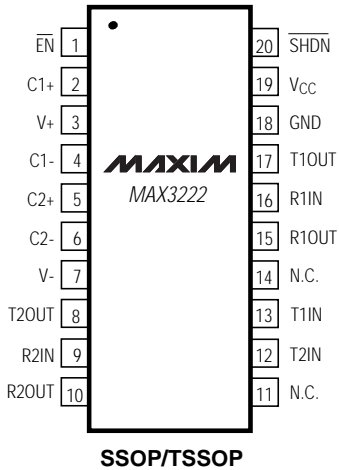 EN 1
C1+ 2
V+ 3
C1- 4
C2+ 5
C2- 6
V- 7
T2OUT 8
R2IN 9
R2OUT 10
MAXIM
MAX3222
20 SHDN
19 VCC
18 GND
17 T1OUT
16 R1IN
15 R1OUT
14 N.C.
13 T1IN
12 T2IN
11 N.C.
SSOP/TSSOP